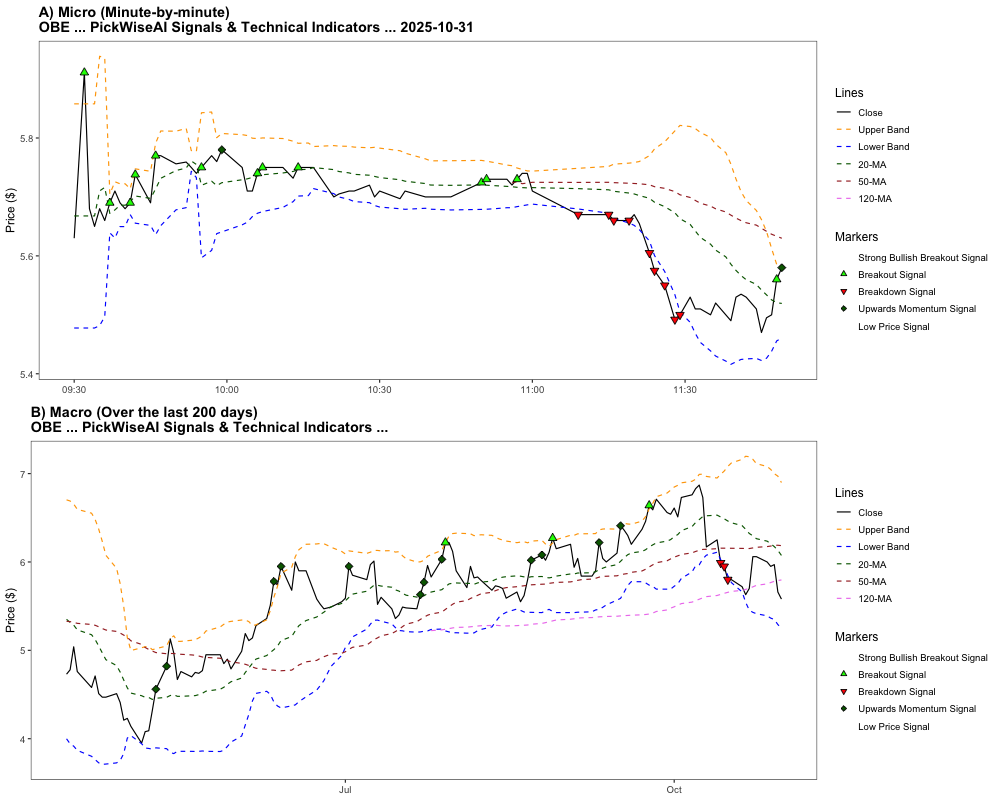 A) Micro (Minute-by-minute)
OBE ... PickWiseAI Signals & Technical Indicators ... 2025-10-31
Price ($)
5.8
5.6
5.4
09:30
10:00
10:30
11:00
11:30
Lines
Close
Upper Band
Lower Band
20-MA
50-MA
120-MA
Markers
Strong Bullish Breakout Signal
Breakout Signal
Breakdown Signal
Upwards Momentum Signal
Low Price Signal
B) Macro (Over the last 200 days)
OBE ... PickWiseAI Signals & Technical Indicators ...
Price ($)
7
6
5
4
Jul
Oct
Lines
Close
Upper Band
Lower Band
20-MA
50-MA
120-MA
Markers
Strong Bullish Breakout Signal
Breakout Signal
Breakdown Signal
Upwards Momentum Signal
Low Price Signal